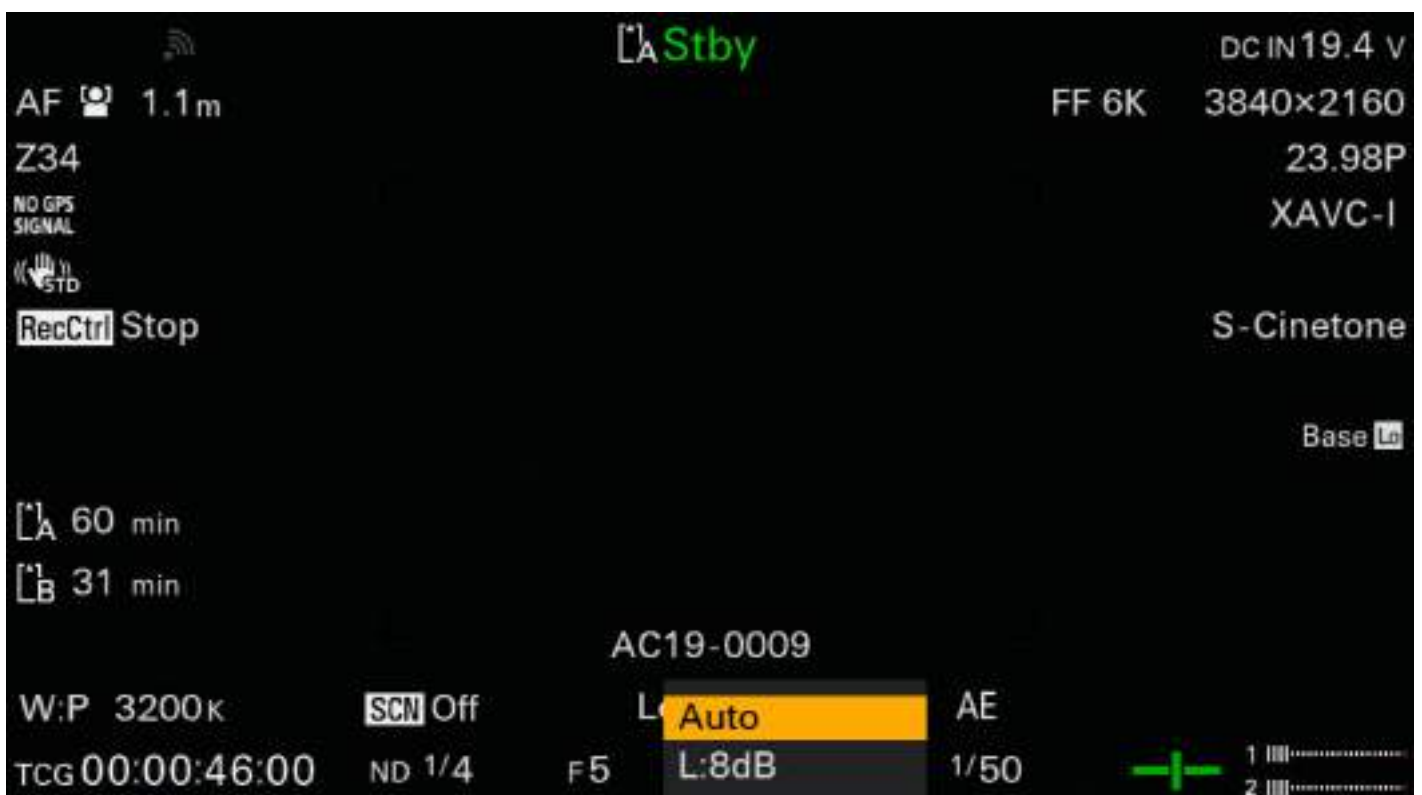 A Stby DC IN 19.4 V
AF 1.1m FF 6K 3840×2160
Z34 23.98P
NO GPS SIGNAL XAVC-I
STD
RecCtrl Stop S-Cinetone
Base Lo
A 60 min
B 31 min
AC19-0009
W:P 3200K SCN Off Auto AE
TCG 00:00:46:00 ND 1/4 F5 L:8dB 1/50 1
2